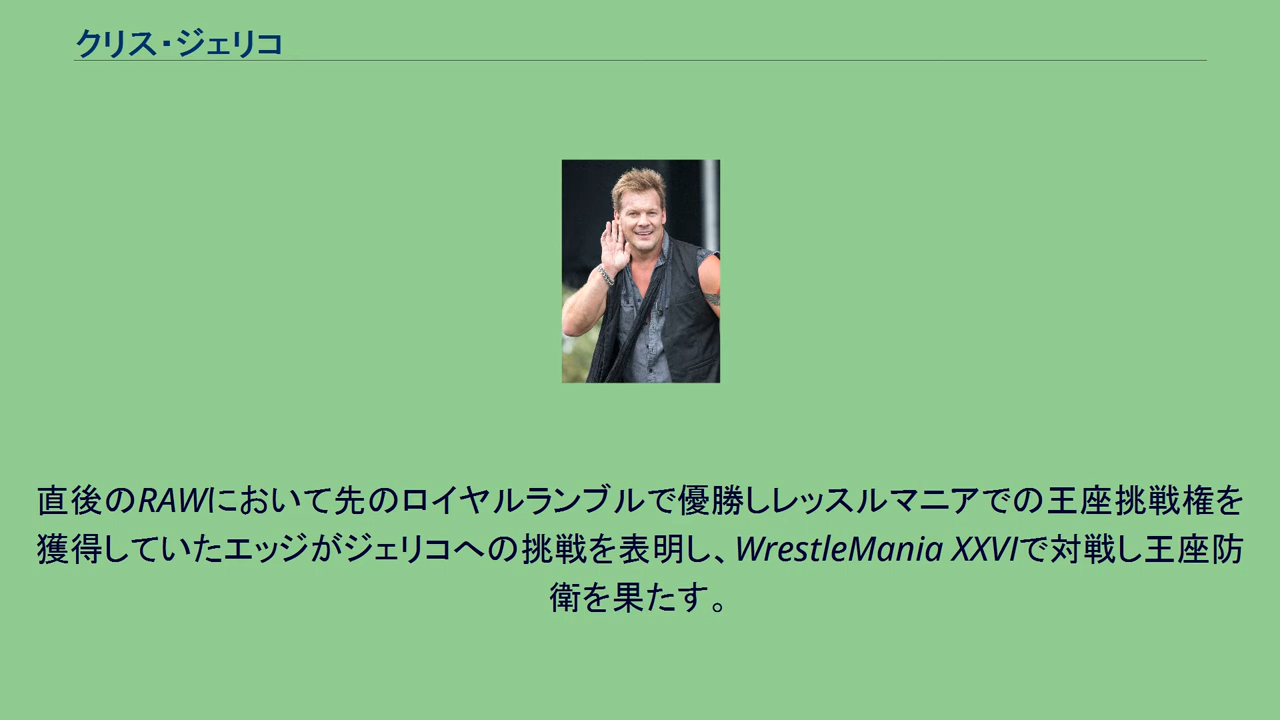 クリス・ジェリコ
直後のRAWにおいて先のロイヤルランブルで優勝しレッスルマニアでの王座挑戦権を
獲得していたエッジがジェリコへの挑戦を表明し、WrestleMania XXVIで対戦し王座防
衛を果たす。